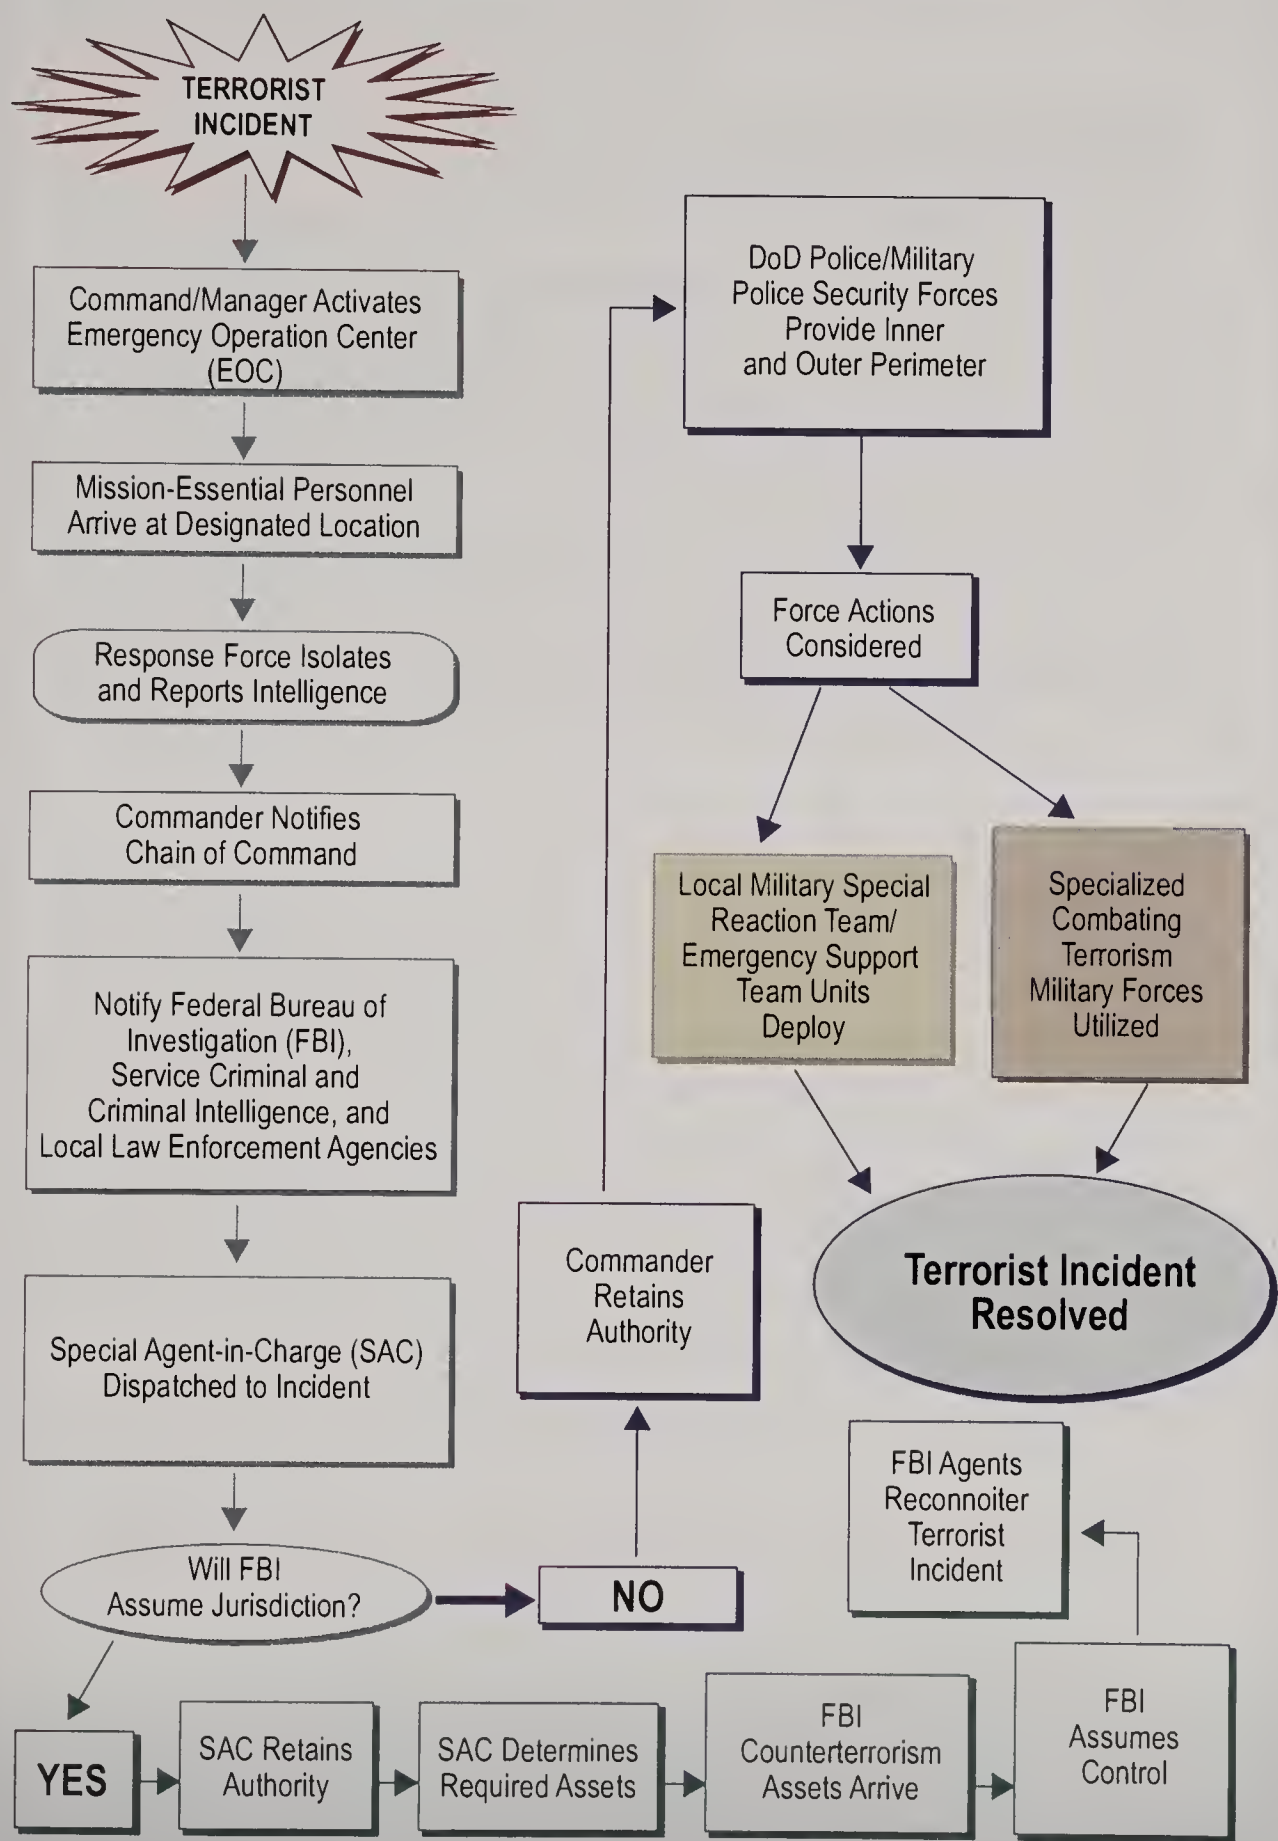 TERRORIST
INCIDENT
Command/Manager Activates
Emergency Operation Center
(EOC)
Mission-Essential Personnel
Arrive at Designated Location
Response Force Isolates
and Reports Intelligence
Commander Notifies
Chain of Command
Notify Federal Bureau of
Investigation (FBI),
Service Criminal and
Criminal Intelligence, and
Local Law Enforcement Agencies
Special Agent-in-Charge (SAC)
Dispatched to Incident
Will FBI
Assume Jurisdiction?
NO
Commander
Retains
Authority
DoD Police/Military
Police Security Forces
Provide Inner
and Outer Perimeter
Force Actions
Considered
Local Military Special
Reaction Team/
Emergency Support
Team Units
Deploy
Specialized
Combating
Terrorism
Military Forces
Utilized
Terrorist Incident
Resolved
YES
SAC Retains
Authority
SAC Determines
Required Assets
FBI
Counterterrorism
Assets Arrive
FBI
Assumes
Control
FBI Agents
Reconnoiter
Terrorist
Incident